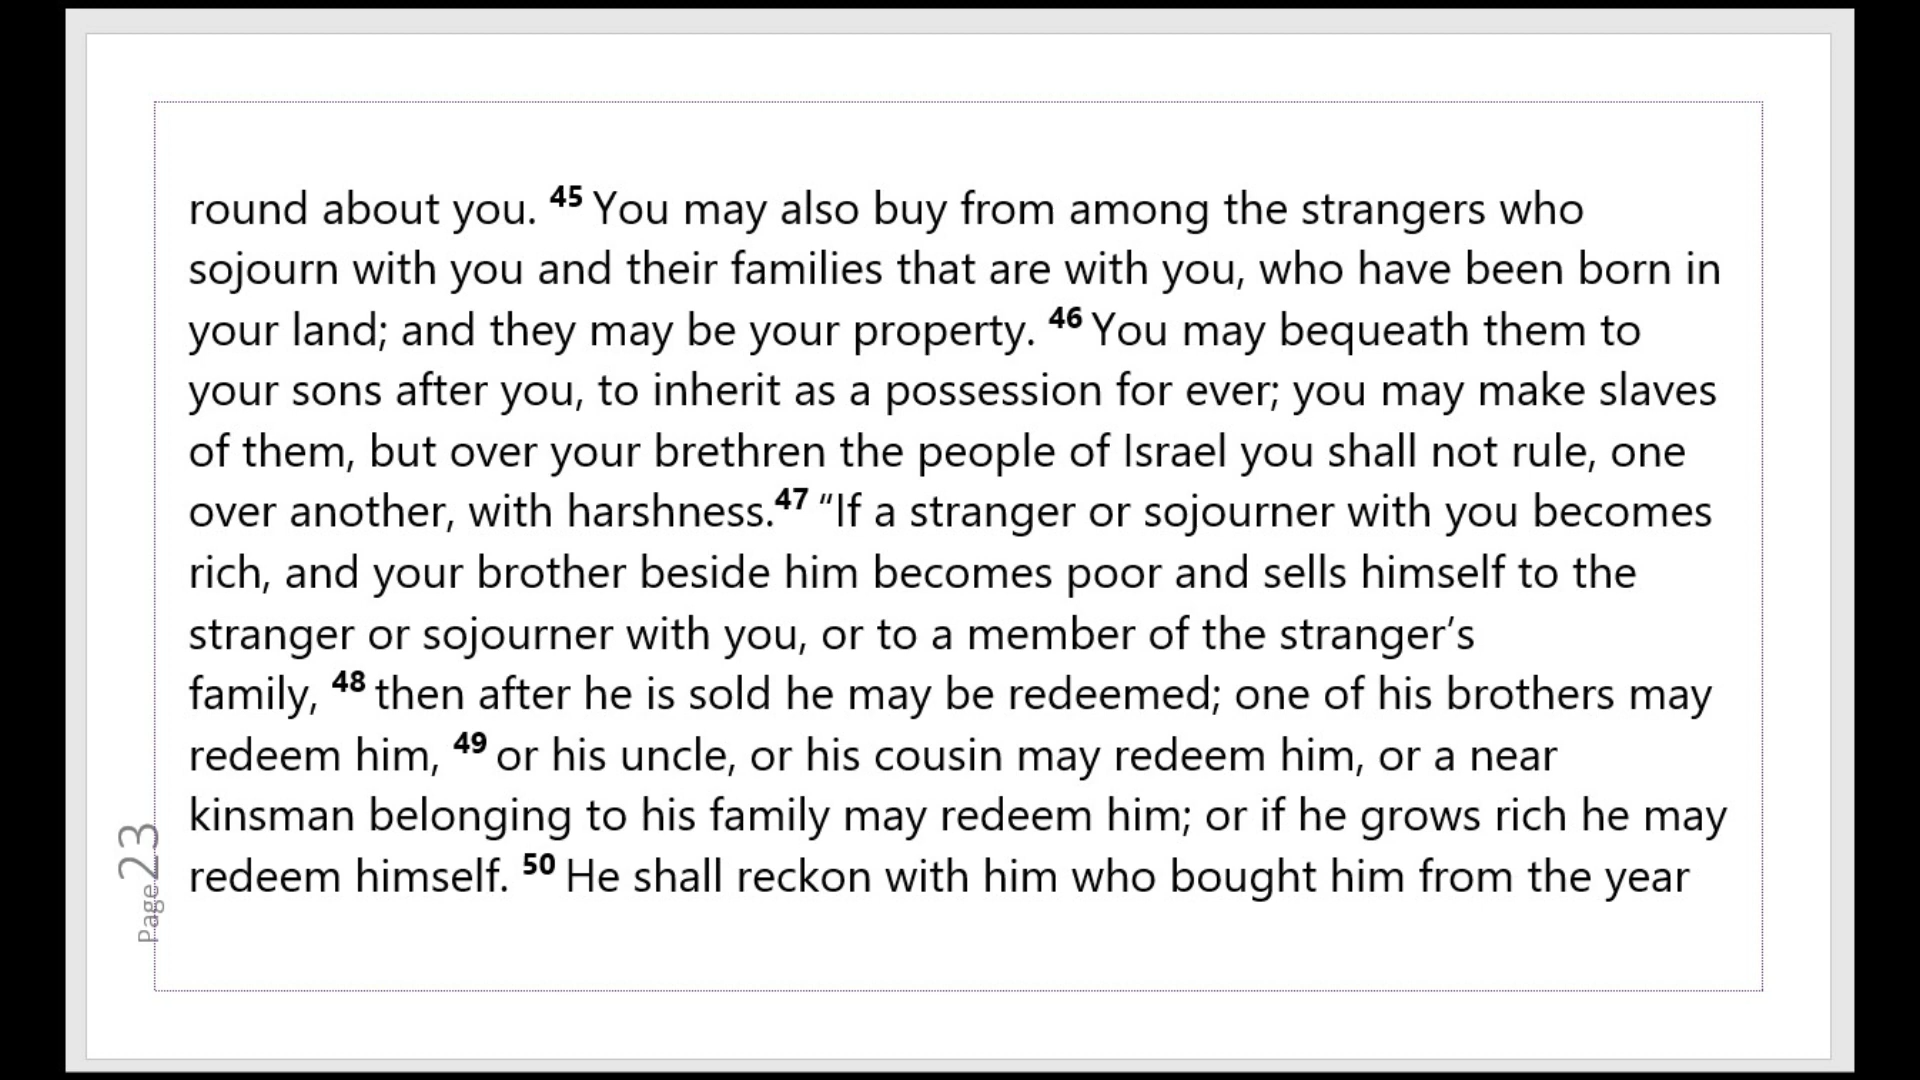 round about you. 45 You may also buy from among the strangers who
sojourn with you and their families that are with you, who have been born in
your land; and they may be your property. 46 You may bequeath them to
your sons after you, to inherit as a possession for ever; you may make slaves
of them, but over your brethren the people of Israel you shall not rule, one
over another, with harshness.47 “If a stranger or sojourner with you becomes
rich, and your brother beside him becomes poor and sells himself to the
stranger or sojourner with you, or to a member of the stranger’s
family, 48 then after he is sold he may be redeemed; one of his brothers may
redeem him, 49 or his uncle, or his cousin may redeem him, or a near
kinsman belonging to his family may redeem him; or if he grows rich he may
redeem himself. 50 He shall reckon with him who bought him from the year
Page 23